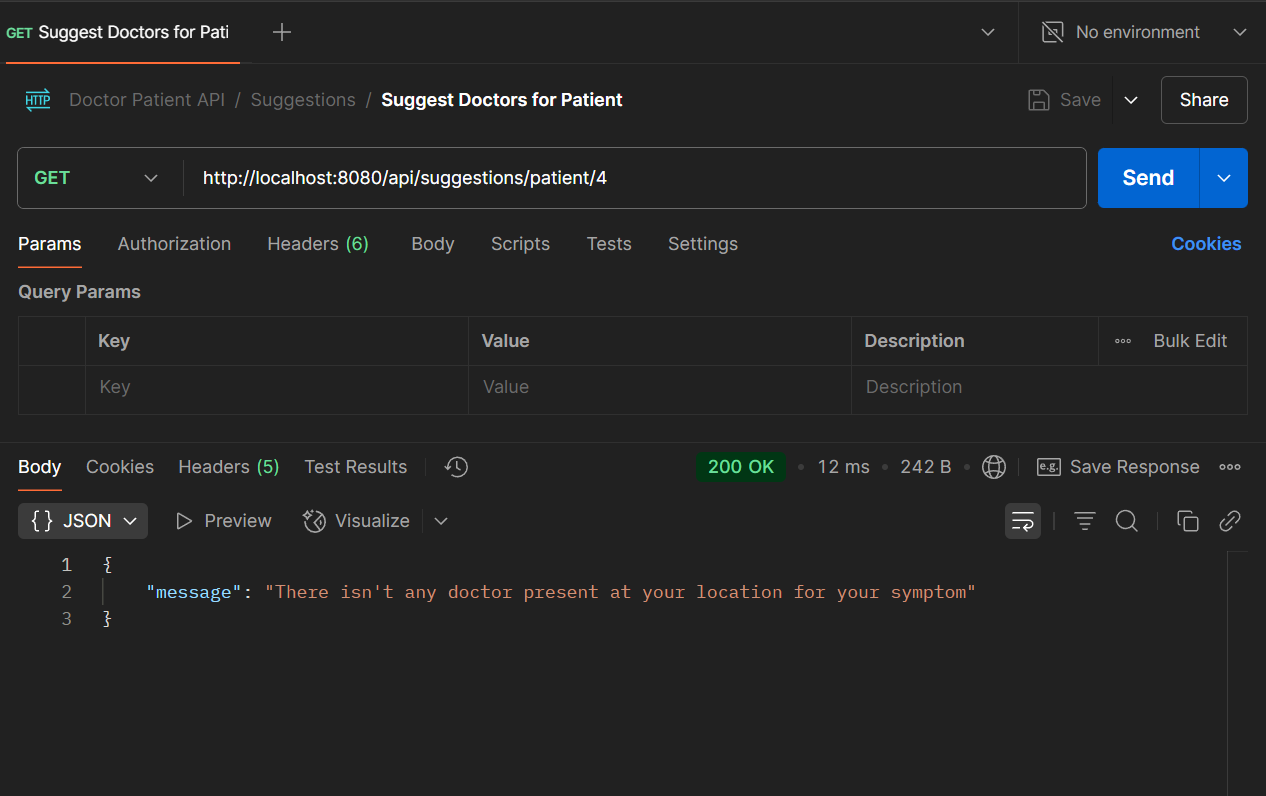 GET Suggest Doctors for Pati
No environment
HTTP Doctor Patient API / Suggestions / Suggest Doctors for Patient
Save
Share
GET
http://localhost:8080/api/suggestions/patient/4
Send
Params Authorization Headers (6) Body Scripts Tests Settings
Cookies
Query Params
Key Value Description Bulk Edit
Key Value Description
Body Cookies Headers (5) Test Results
200 OK • 12 ms • 242 B •
e.g. Save Response
{} JSON Preview Visualize
1 {
2 "message": "There isn't any doctor present at your location for your symptom"
3 }